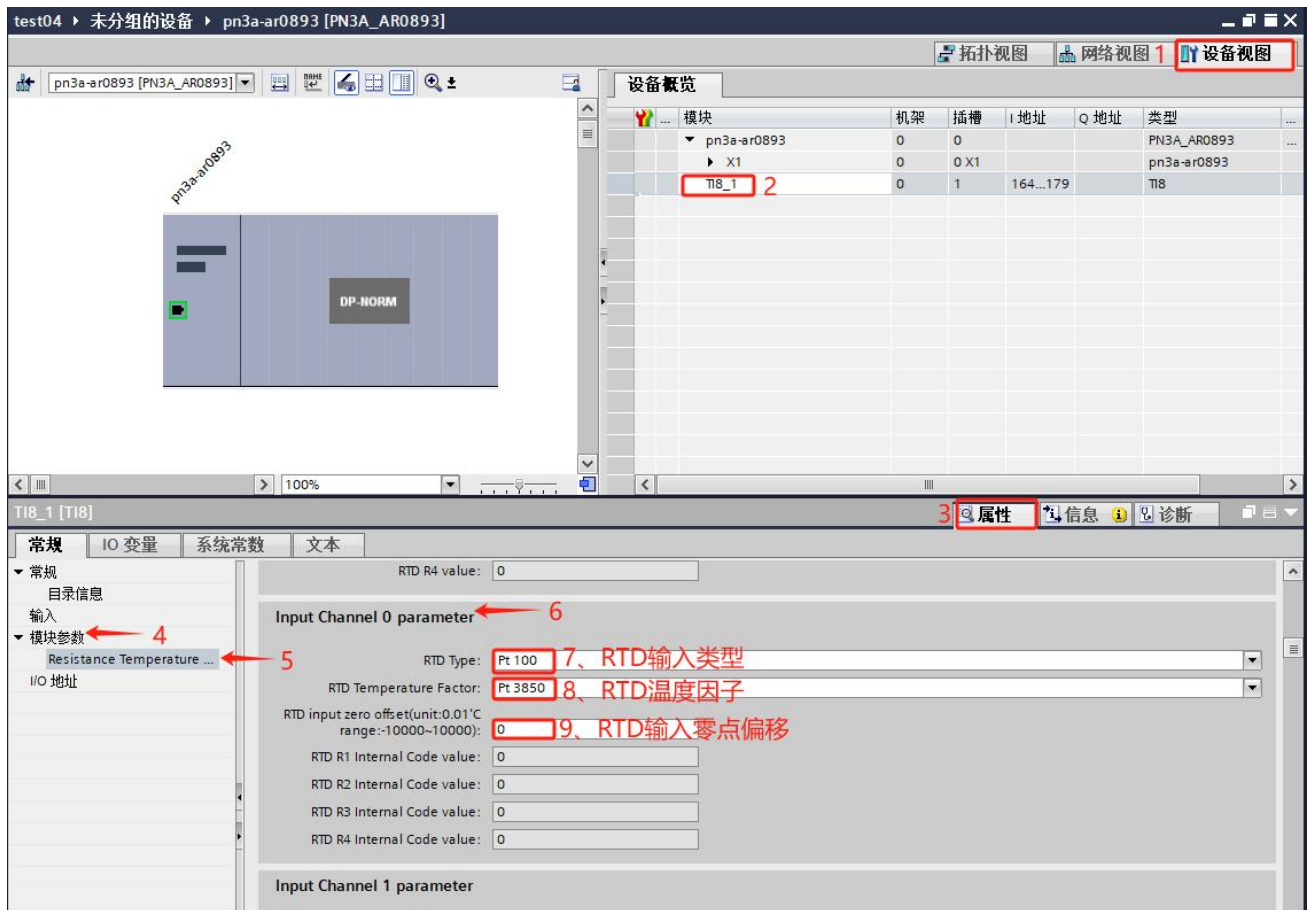 test04 ▸ 未分组的设备 ▸ pn3a-ar0893 [PN3A_AR0893]
拓扑视图 网络视图 1 设备视图
pn3a-ar0893 [PN3A_AR0893]
设备概览
... 模块 机架 插槽 I 地址 Q 地址 类型 ...
pn3a-ar0893 0 0 PN3A_AR0893 ...
X1 0 0 X1 pn3a-ar0893
TI8_1 2 0 1 164...179 TI8
pn3a-ar0893
DP-NORM
100%
TI8_1 [TI8]
3 属性 信息 诊断
常规 IO 变量 系统常数 文本
常规
目录信息
输入
模块参数 4
Resistance Temperature ... 5
I/O 地址
RTD R4 value: 0
Input Channel 0 parameter 6
RTD Type: Pt 100 7、RTD输入类型
RTD Temperature Factor: Pt 3850 8、RTD温度因子
RTD input zero offset(unit:0.01'C
range:-10000~10000): 0 9、RTD输入零点偏移
RTD R1 Internal Code value: 0
RTD R2 Internal Code value: 0
RTD R3 Internal Code value: 0
RTD R4 Internal Code value: 0
Input Channel 1 parameter